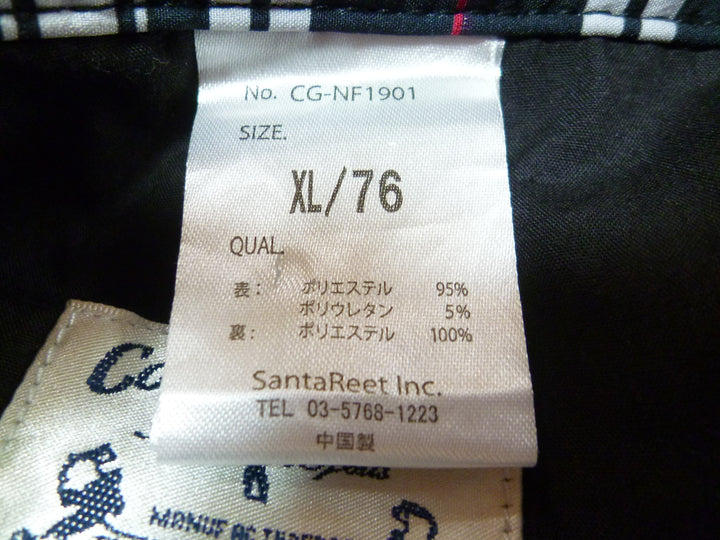 No. CG-NF1901
SIZE.
XL/76
QUAL.
表: ポリエステル 95%
ポリウレタン 5%
裏: ポリエステル 100%
SantaReet Inc.
TEL 03-5768-1223
中国製